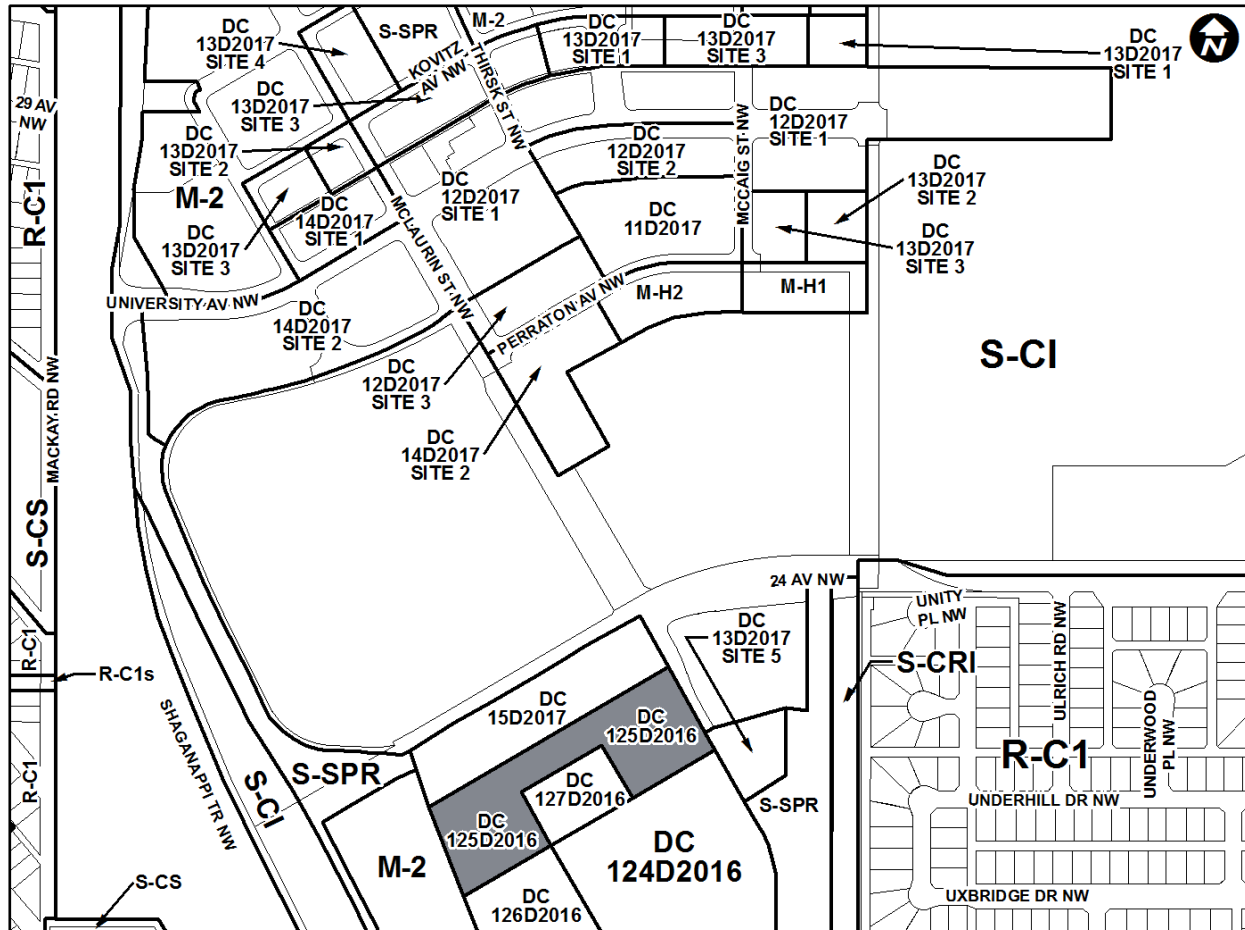 DC
13D2017
SITE 4
S-SPR
M-2
KOVITZ
AV NW
THIRSK ST NW
DC
13D2017
SITE 1
DC
13D2017
SITE 3
DC
13D2017
SITE 1
N
29 AV
NW
DC
13D2017
SITE 3
DC
13D2017
SITE 2
M-2
R-C1
DC
13D2017
SITE 3
DC
14D2017
SITE 1
MCLAURIN ST NW
DC
12D2017
SITE 1
DC
12D2017
SITE 2
MCCAIG ST NW
DC
12D2017
SITE 1
DC
11D2017
DC
13D2017
SITE 2
DC
13D2017
SITE 3
UNIVERSITY AV NW
DC
14D2017
SITE 2
PERRATON AV NW
M-H2
M-H1
S-CI
MACKAY RD NW
DC
12D2017
SITE 3
DC
14D2017
SITE 2
S-CS
24 AV NW
UNITY
PL NW
ULRICH RD NW
DC
13D2017
SITE 5
S-CRI
R-C1
R-C1s
SHAGANAPPI TR NW
DC
15D2017
DC
125D2016
UNDERWOOD
PL NW
R-C1
R-C1
S-CI
S-SPR
DC
127D2016
S-SPR
UNDERHILL DR NW
DC
125D2016
M-2
DC
124D2016
S-CS
DC
126D2016
UXBRIDGE DR NW